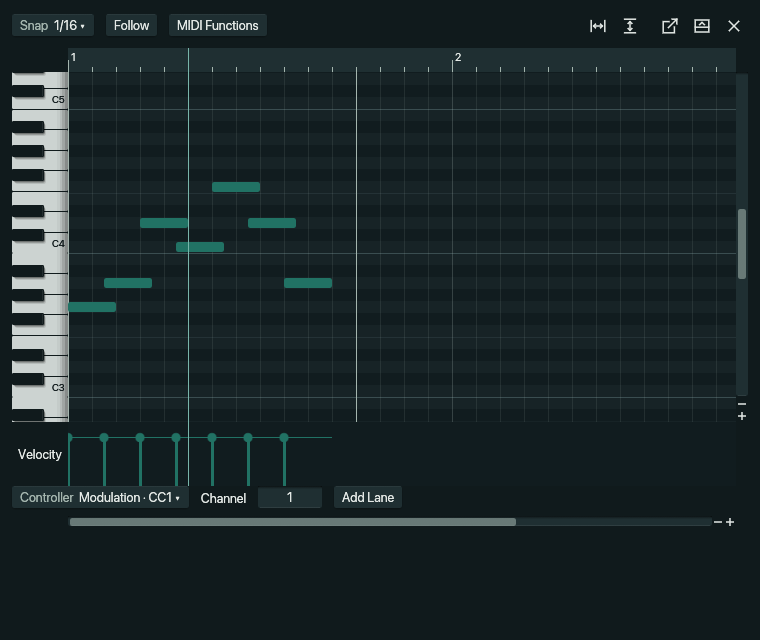 Snap 1/16 Follow MIDI Functions
1 2
C5
C4
C3
Velocity
Controller Modulation · CC1 Channel 1 Add Lane